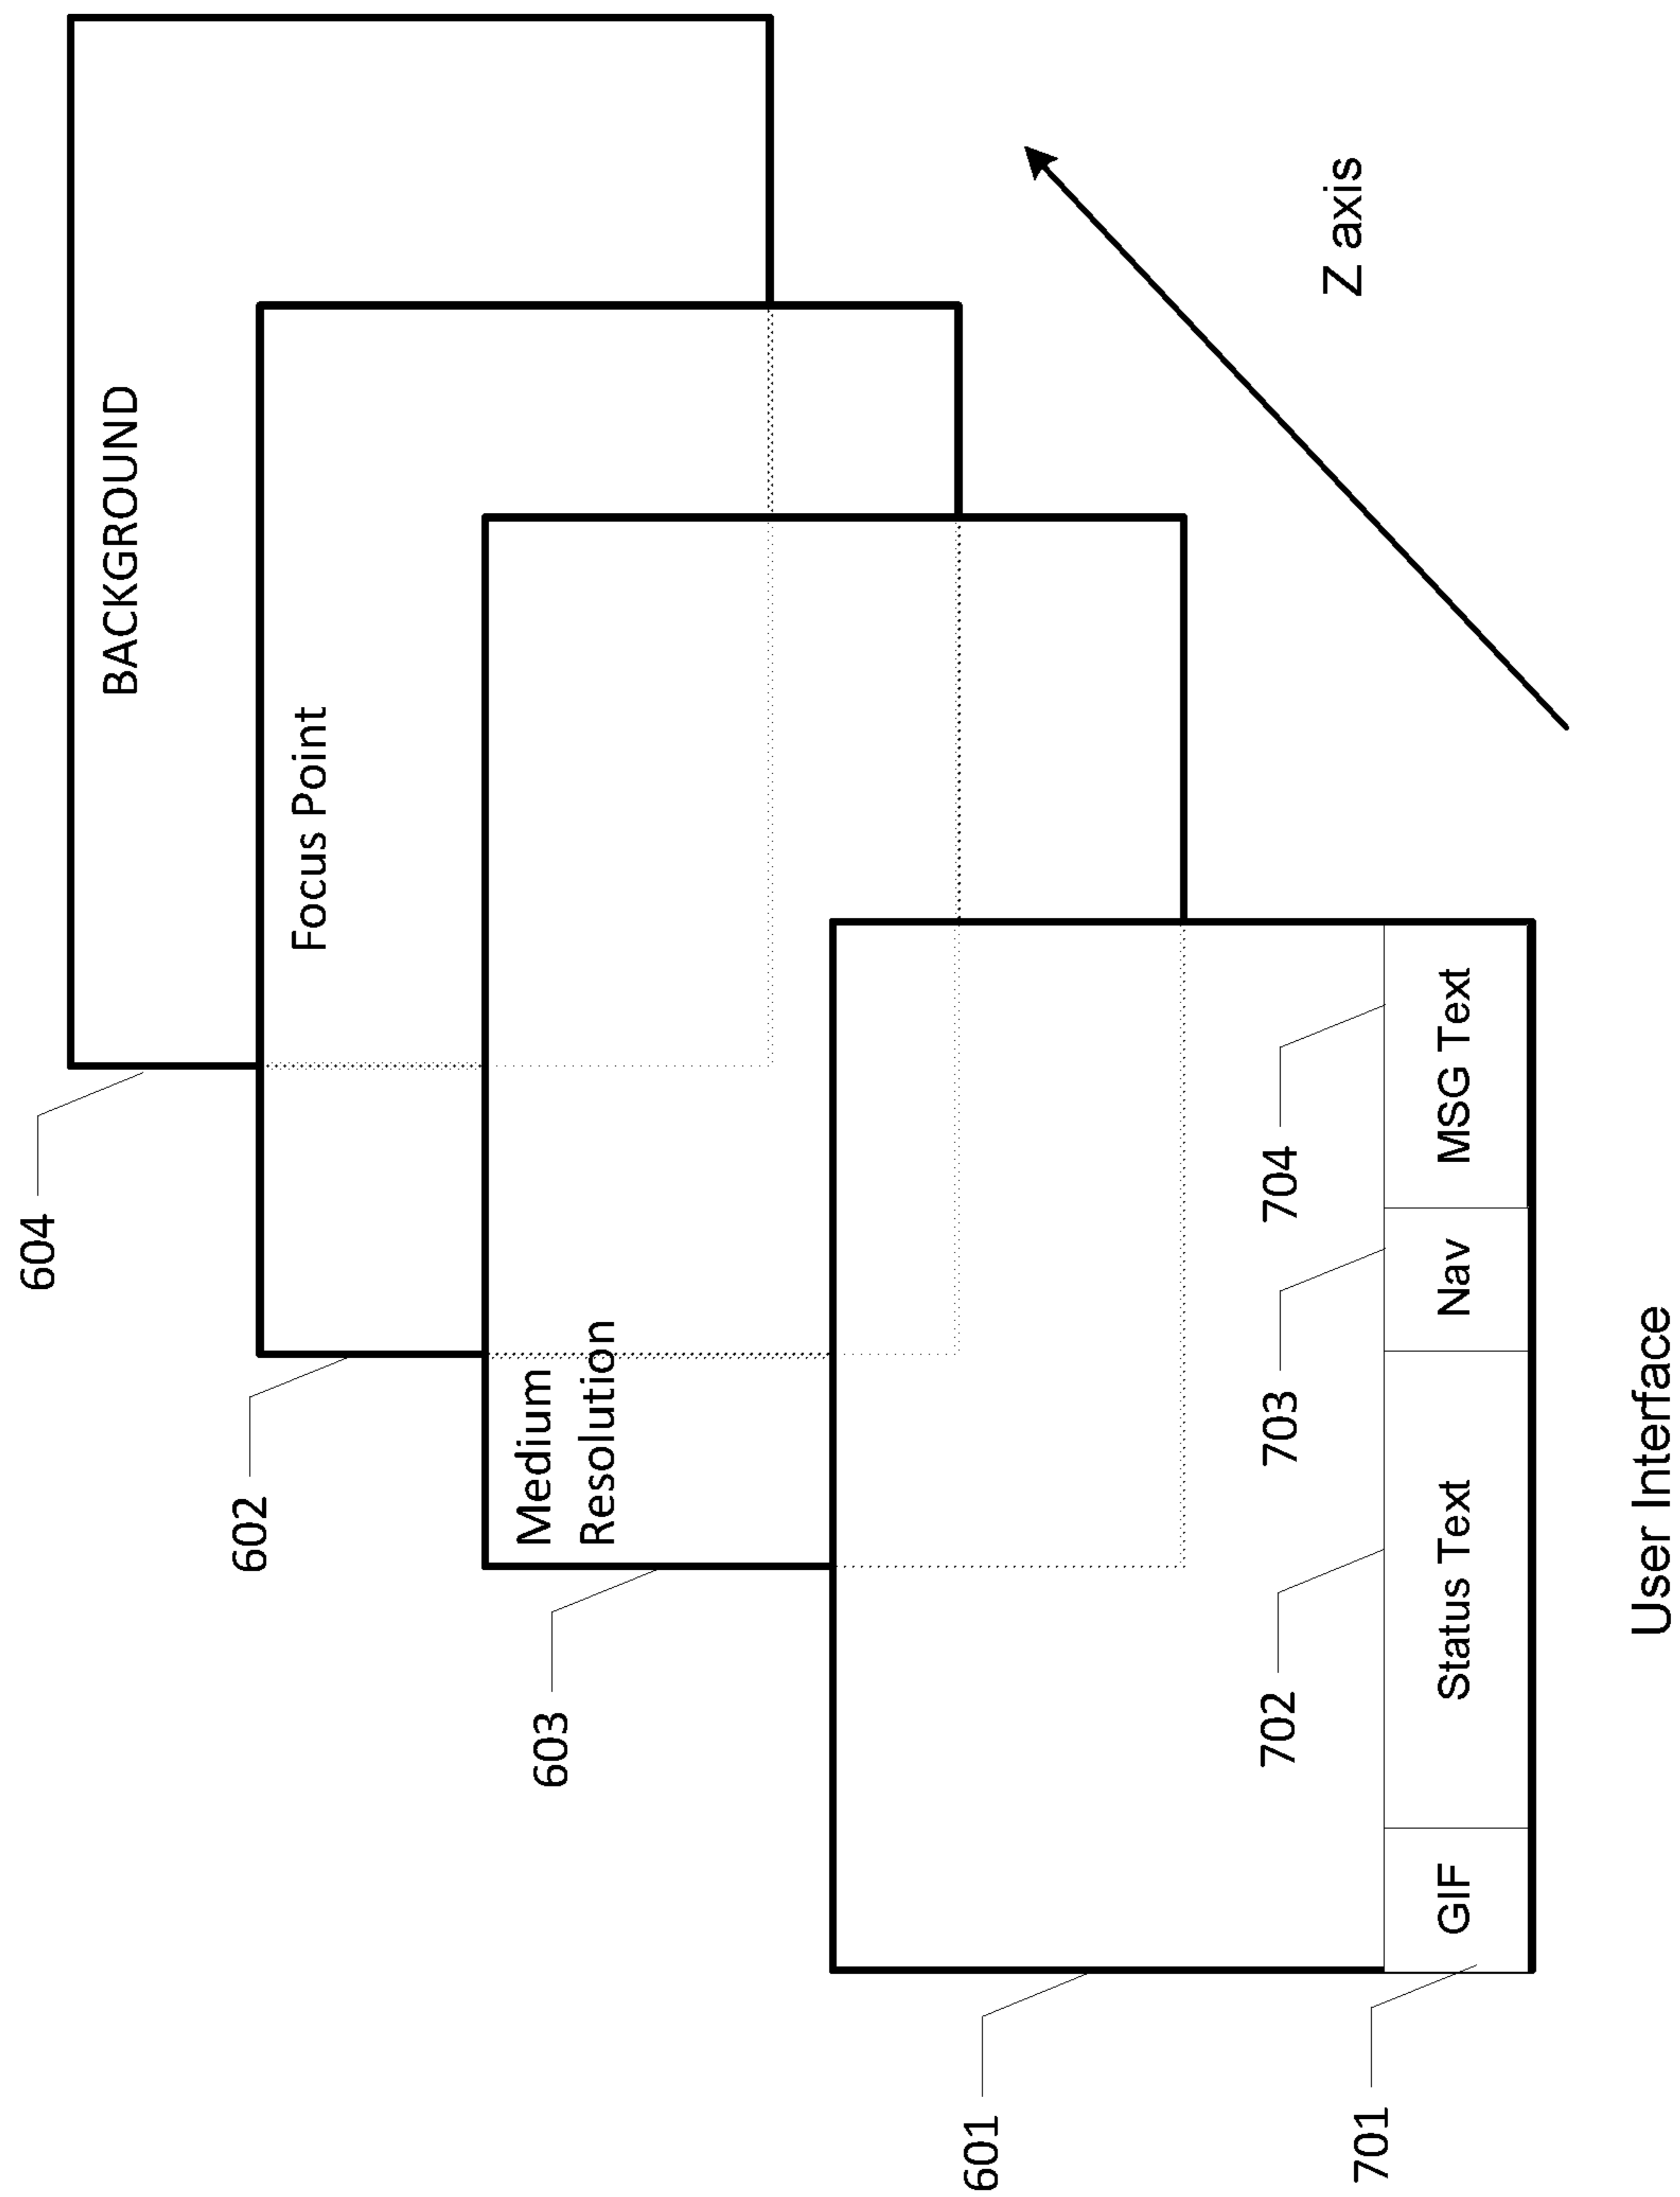 604
BACKGROUND
602
Focus Point
603
Medium
Resolution
601
Z axis
702
703
704
701
GIF
Status Text
Nav
MSG Text
User Interface